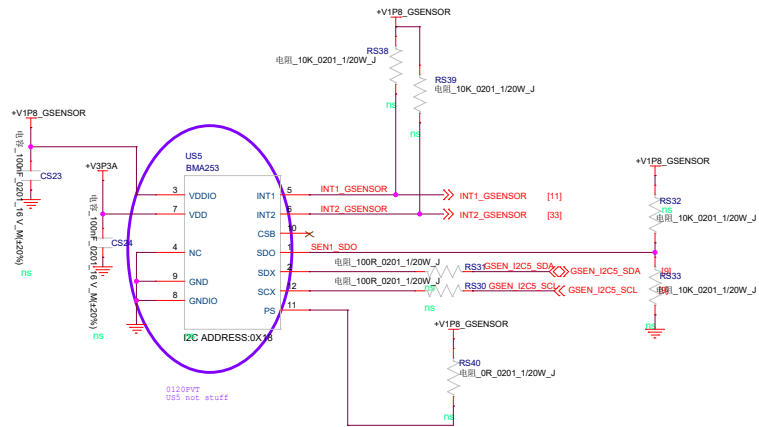 +V1P8_GSENSOR
RS38
电阻_10K_0201_1/20W_J
RS39
电阻_10K_0201_1/20W_J
ns
ns
+V1P8_GSENSOR
电容_100nF_0201_16 V_M(±20%)
CS23
ns
+V3P3A
电容_100nF_0201_16 V_M(±20%)
CS24
ns
US5
BMA253
3 VDDIO
7 VDD
4 NC
9 GND
8 GNDIO
INT1 5
INT2 6
CSB 10
SDO 1
SDX 2
SCX 12
PS 11
ns
I2C ADDRESS:0X18
INT1_GSENSOR
INT1_GSENSOR [11]
INT2_GSENSOR
INT2_GSENSOR [33]
SEN1_SDO
电阻_100R_0201_1/20W_J
RS31
GSEN_I2C5_SDA
GSEN_I2C5_SDA [9]
ns
电阻_100R_0201_1/20W_J
RS30
GSEN_I2C5_SCL
GSEN_I2C5_SCL
ns
+V1P8_GSENSOR
RS32
ns
电阻_10K_0201_1/20W_J
RS33
电阻_10K_0201_1/20W_J
ns
+V1P8_GSENSOR
RS40
电阻_0R_0201_1/20W_J
ns
0120PVT
US5 not stuff